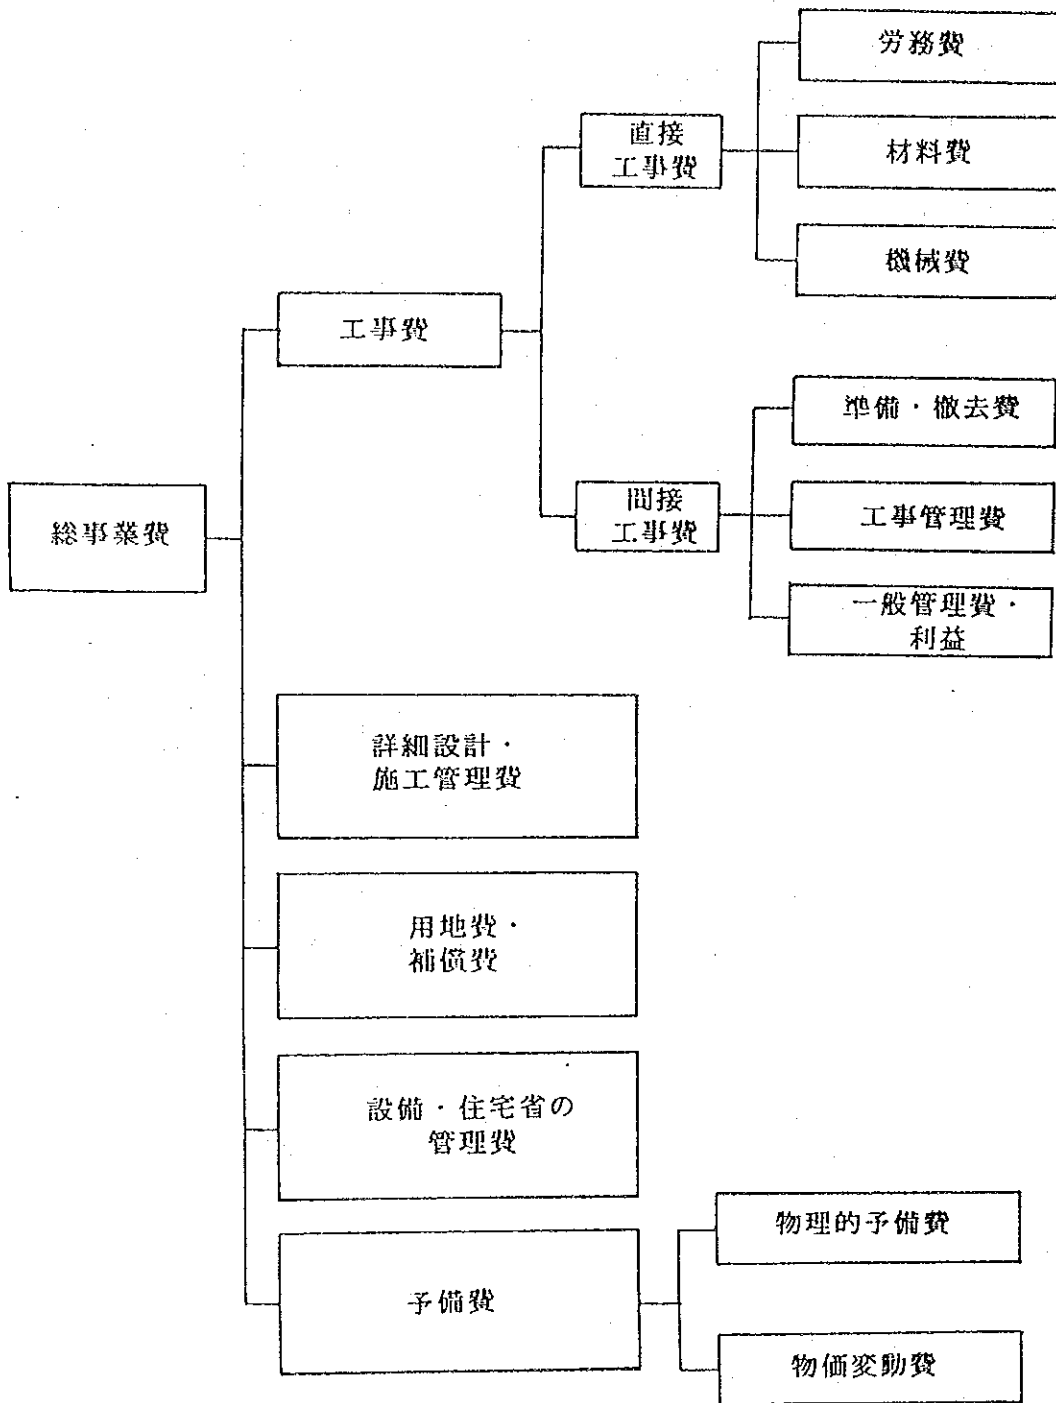 労務費
直接
工事費
材料費
機械費
工事費
準備・撤去費
総事業費
間接
工事費
工事管理費
一般管理費・
利益
詳細設計・
施工管理費
用地費・
補償費
設備・住宅省の
管理費
物理的予備費
予備費
物価変動費